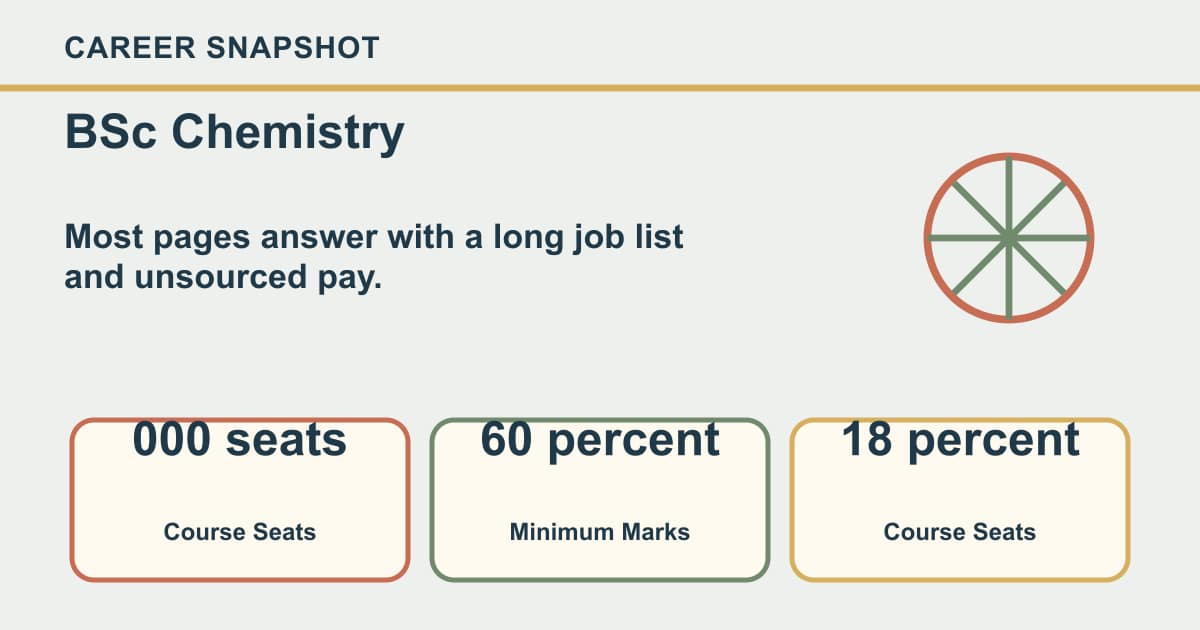 CAREER SNAPSHOT
BSc Chemistry
Most pages answer with a long job list
and unsourced pay.
000 seats
Course Seats
60 percent
Minimum Marks
18 percent
Course Seats